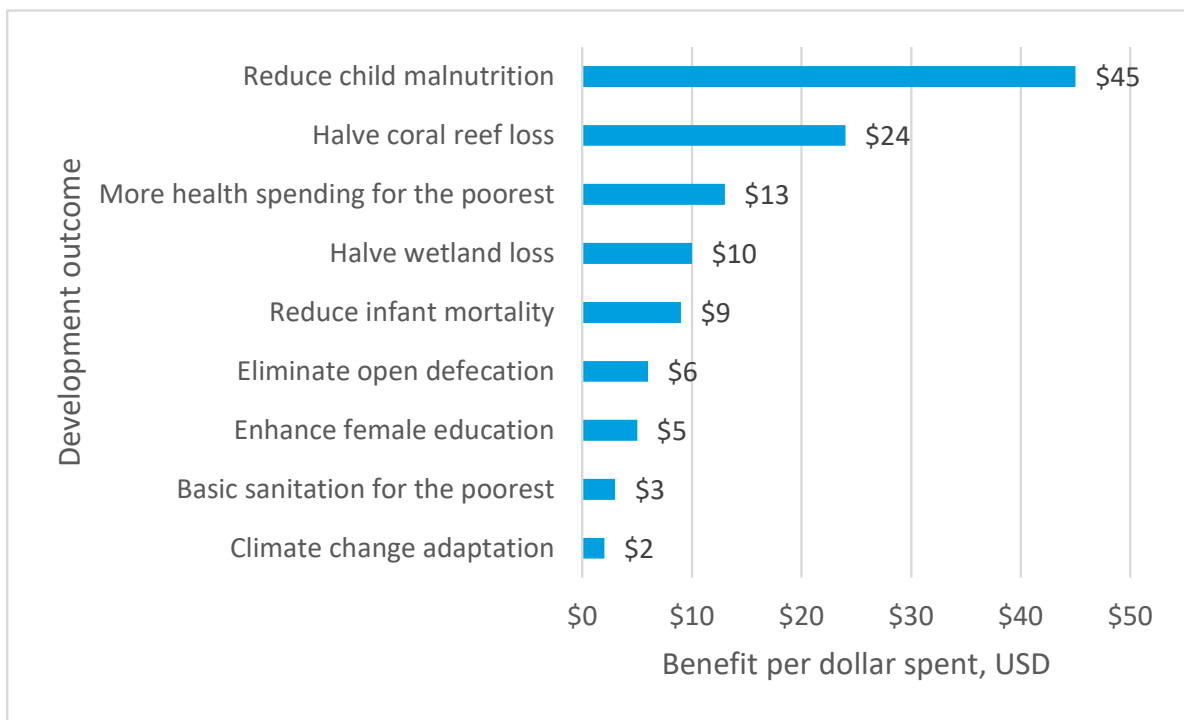 Development outcome
Reduce child malnutrition $45
Halve coral reef loss $24
More health spending for the poorest $13
Halve wetland loss $10
Reduce infant mortality $9
Eliminate open defecation $6
Enhance female education $5
Basic sanitation for the poorest $3
Climate change adaptation $2
$0 $10 $20 $30 $40 $50
Benefit per dollar spent, USD